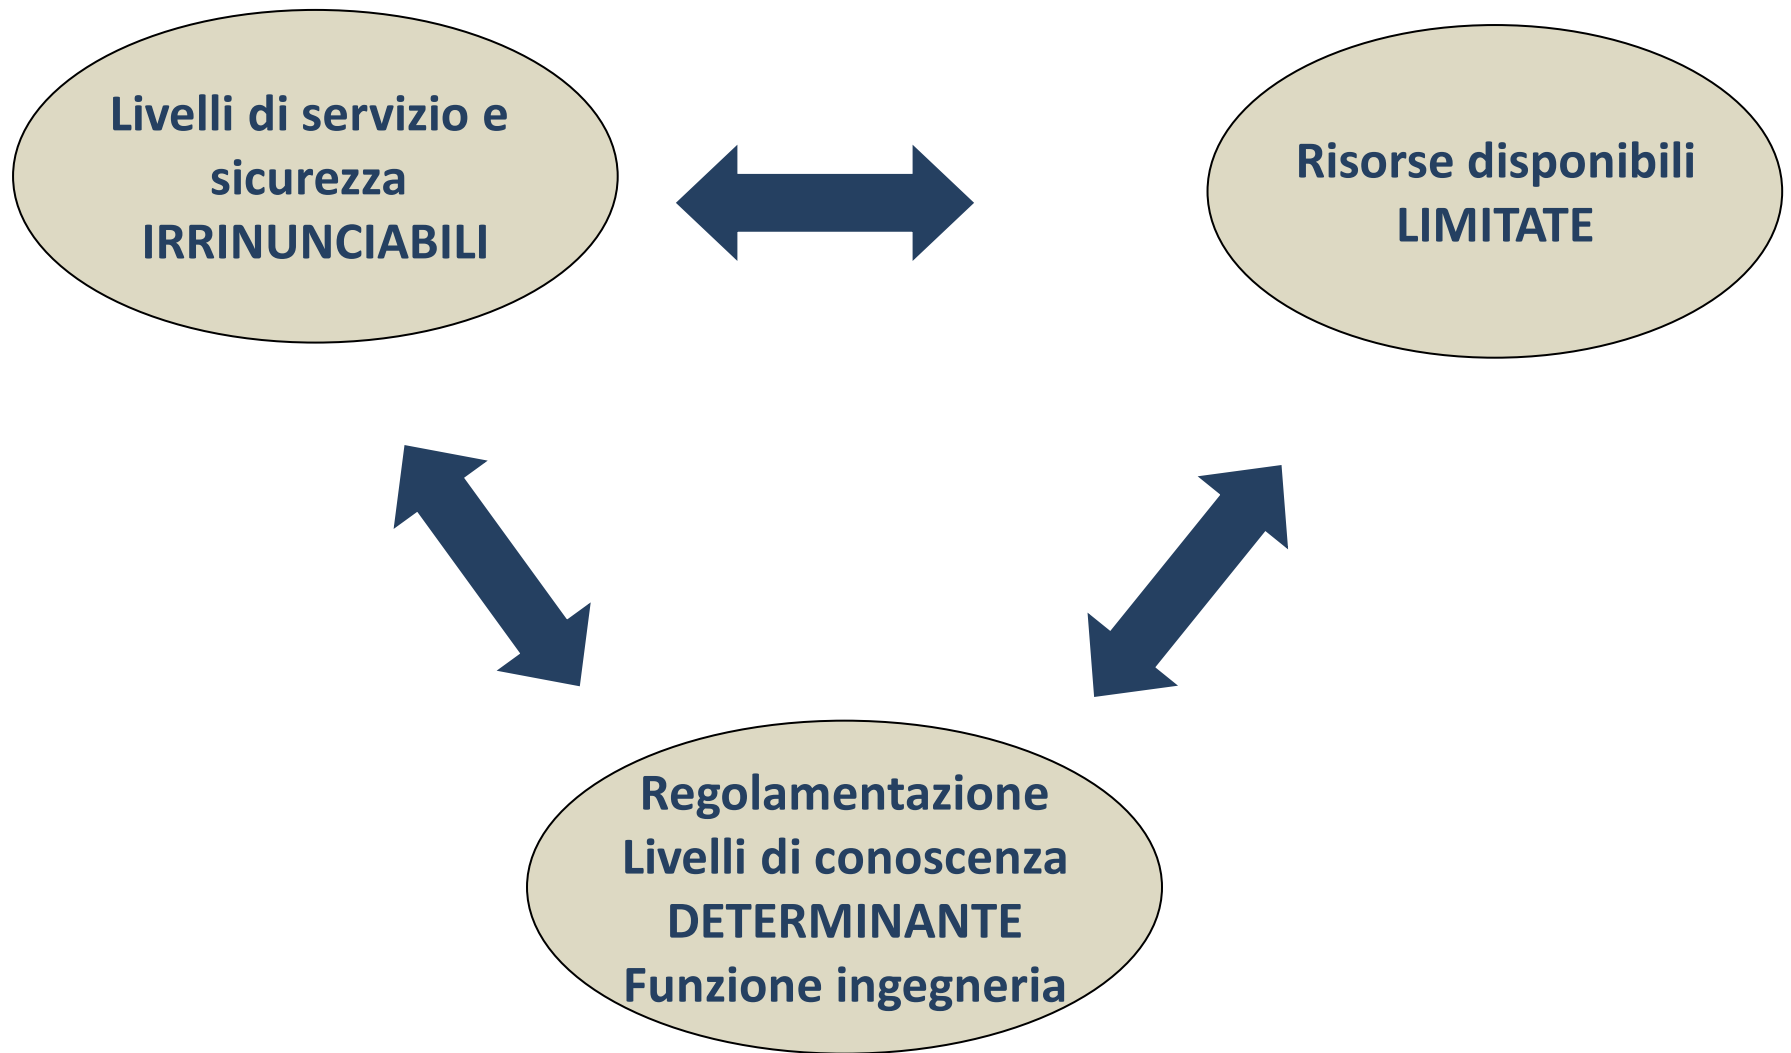 Livelli di servizio e
sicurezza
IRRINUNCIABILI
Risorse disponibili
LIMITATE
Regolamentazione
Livelli di conoscenza
DETERMINANTE
Funzione ingegneria